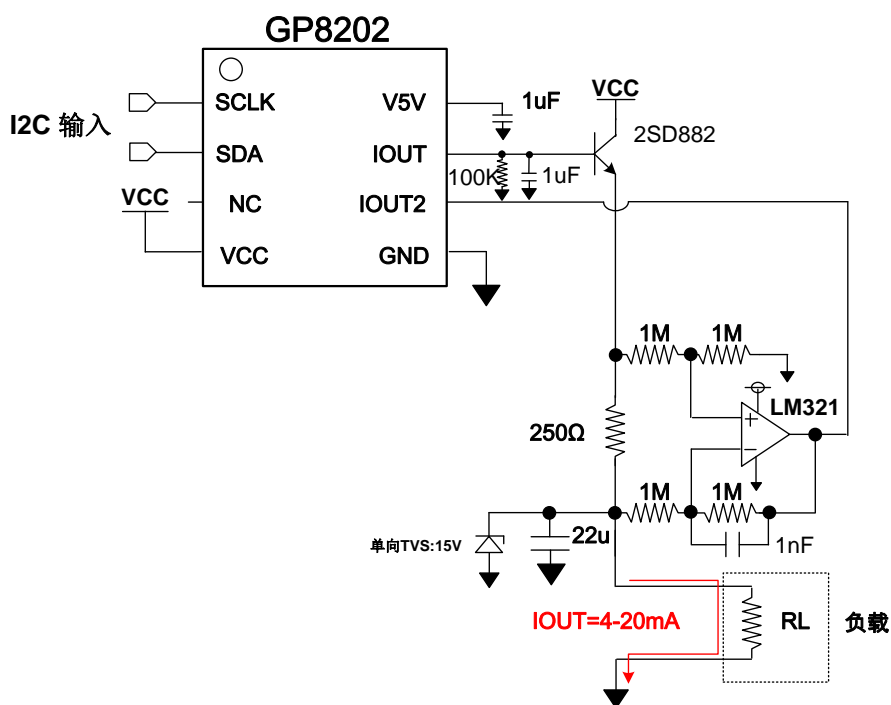 GP8202
I2C 输入
SCLK
SDA
NC
VCC
VCC
V5V
IOUT
IOUT2
GND
1uF
100K
1uF
VCC
2SD882
1M
1M
LM321
250Ω
1M
1M
1nF
单向TVS:15V
22u
IOUT=4-20mA
RL
负载